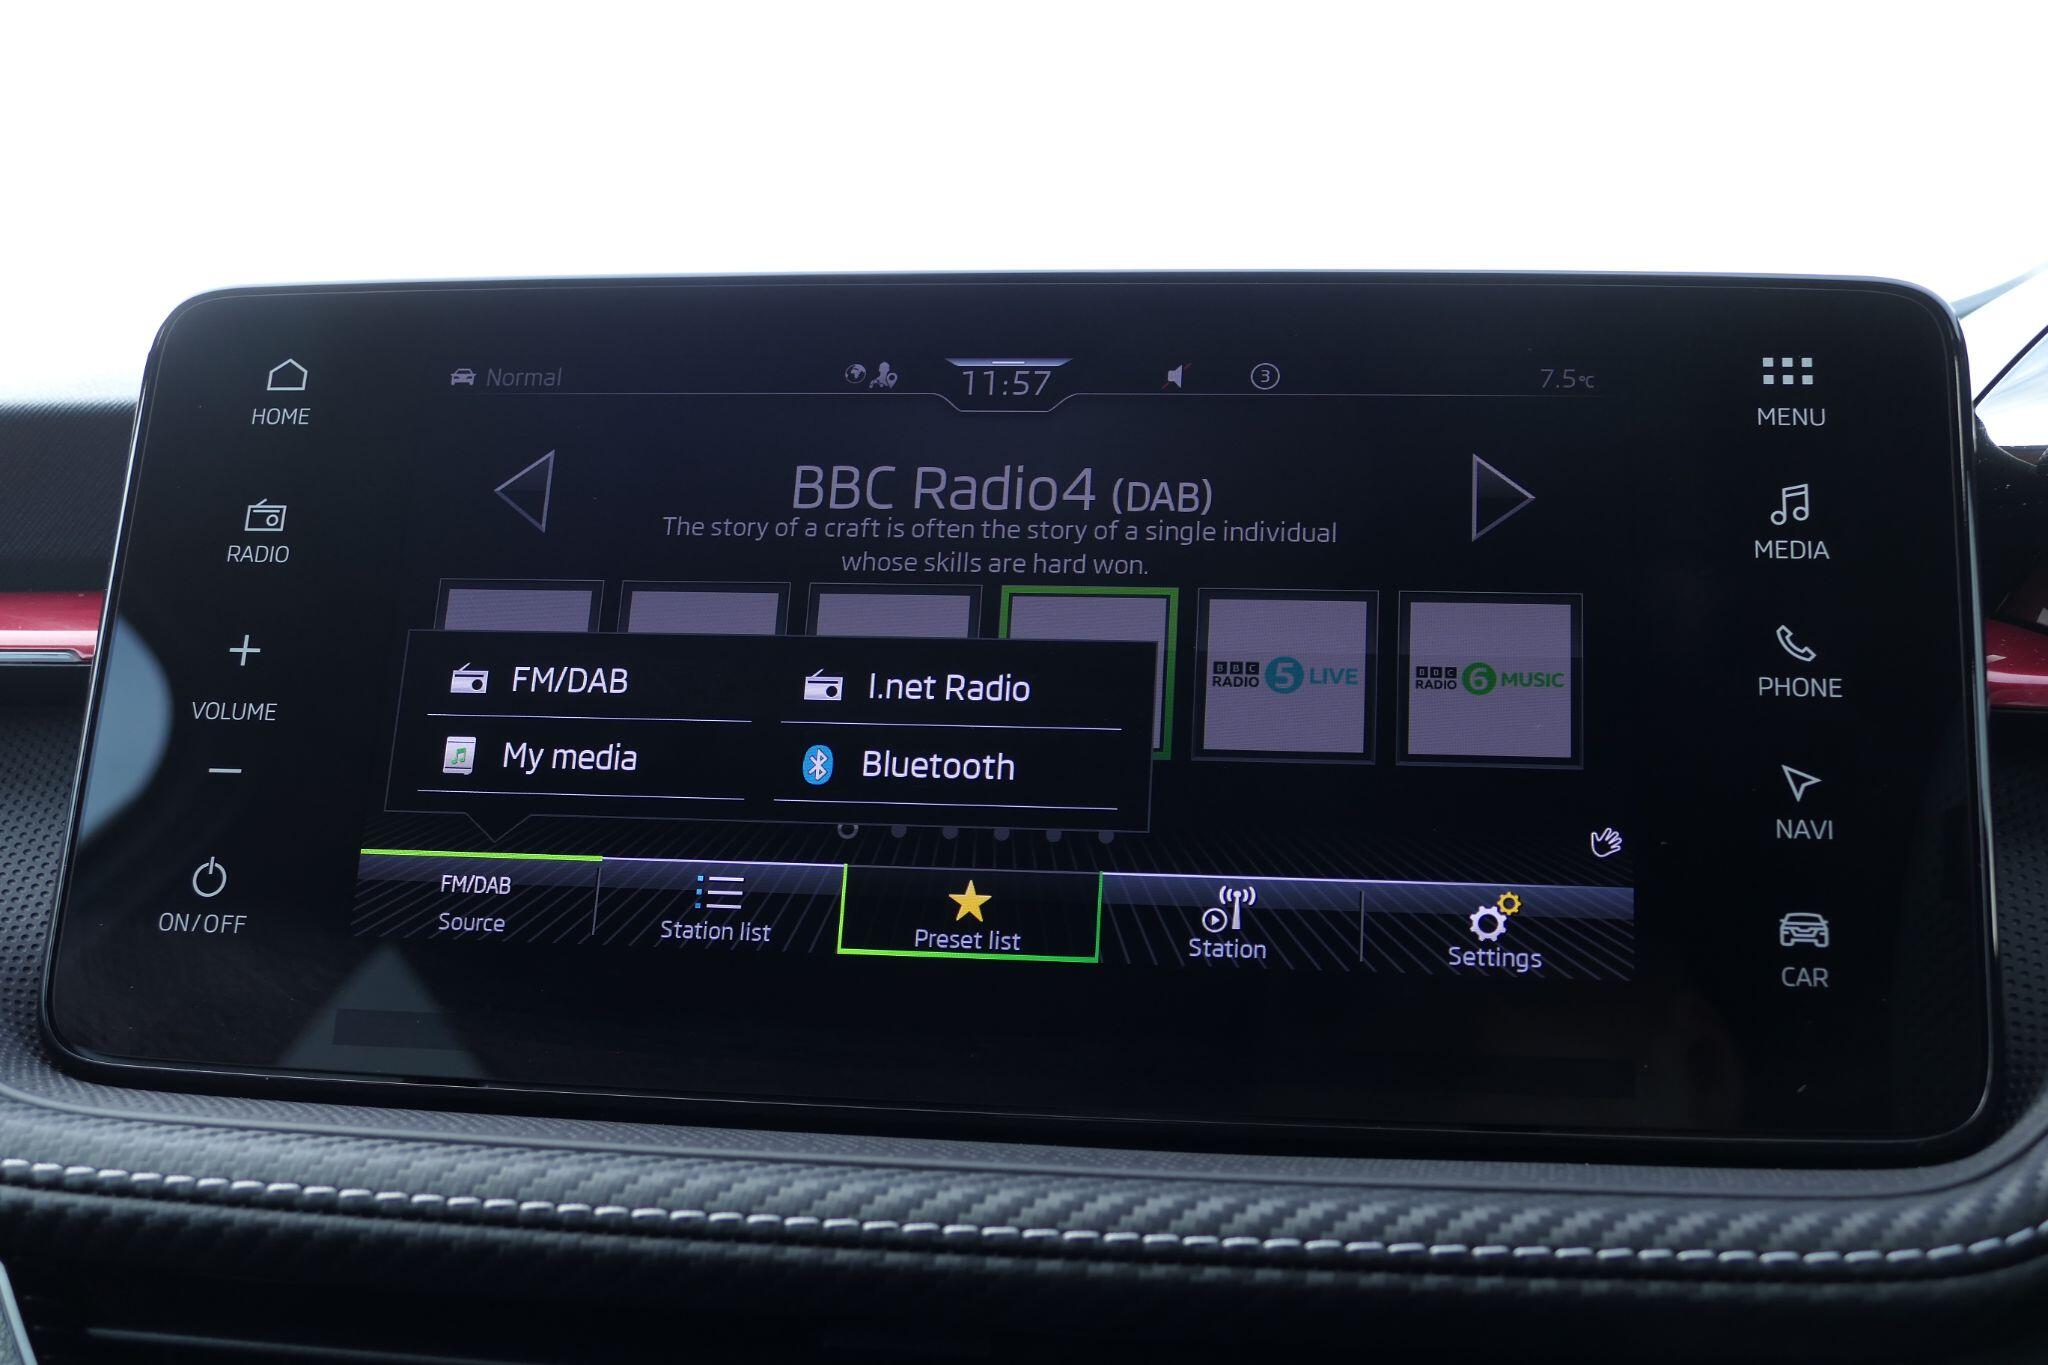 Normal
11:57
3
7.5°C
HOME
MENU
BBC Radio4 (DAB)
The story of a craft is often the story of a single individual
whose skills are hard won.
RADIO
MEDIA
VOLUME
PHONE
FM/DAB
I.net Radio
My media
Bluetooth
BBC
RADIO 5 LIVE
BBC
RADIO 6 MUSIC
NAVI
ON/OFF
FM/DAB
Source
Station list
Preset list
Station
Settings
CAR